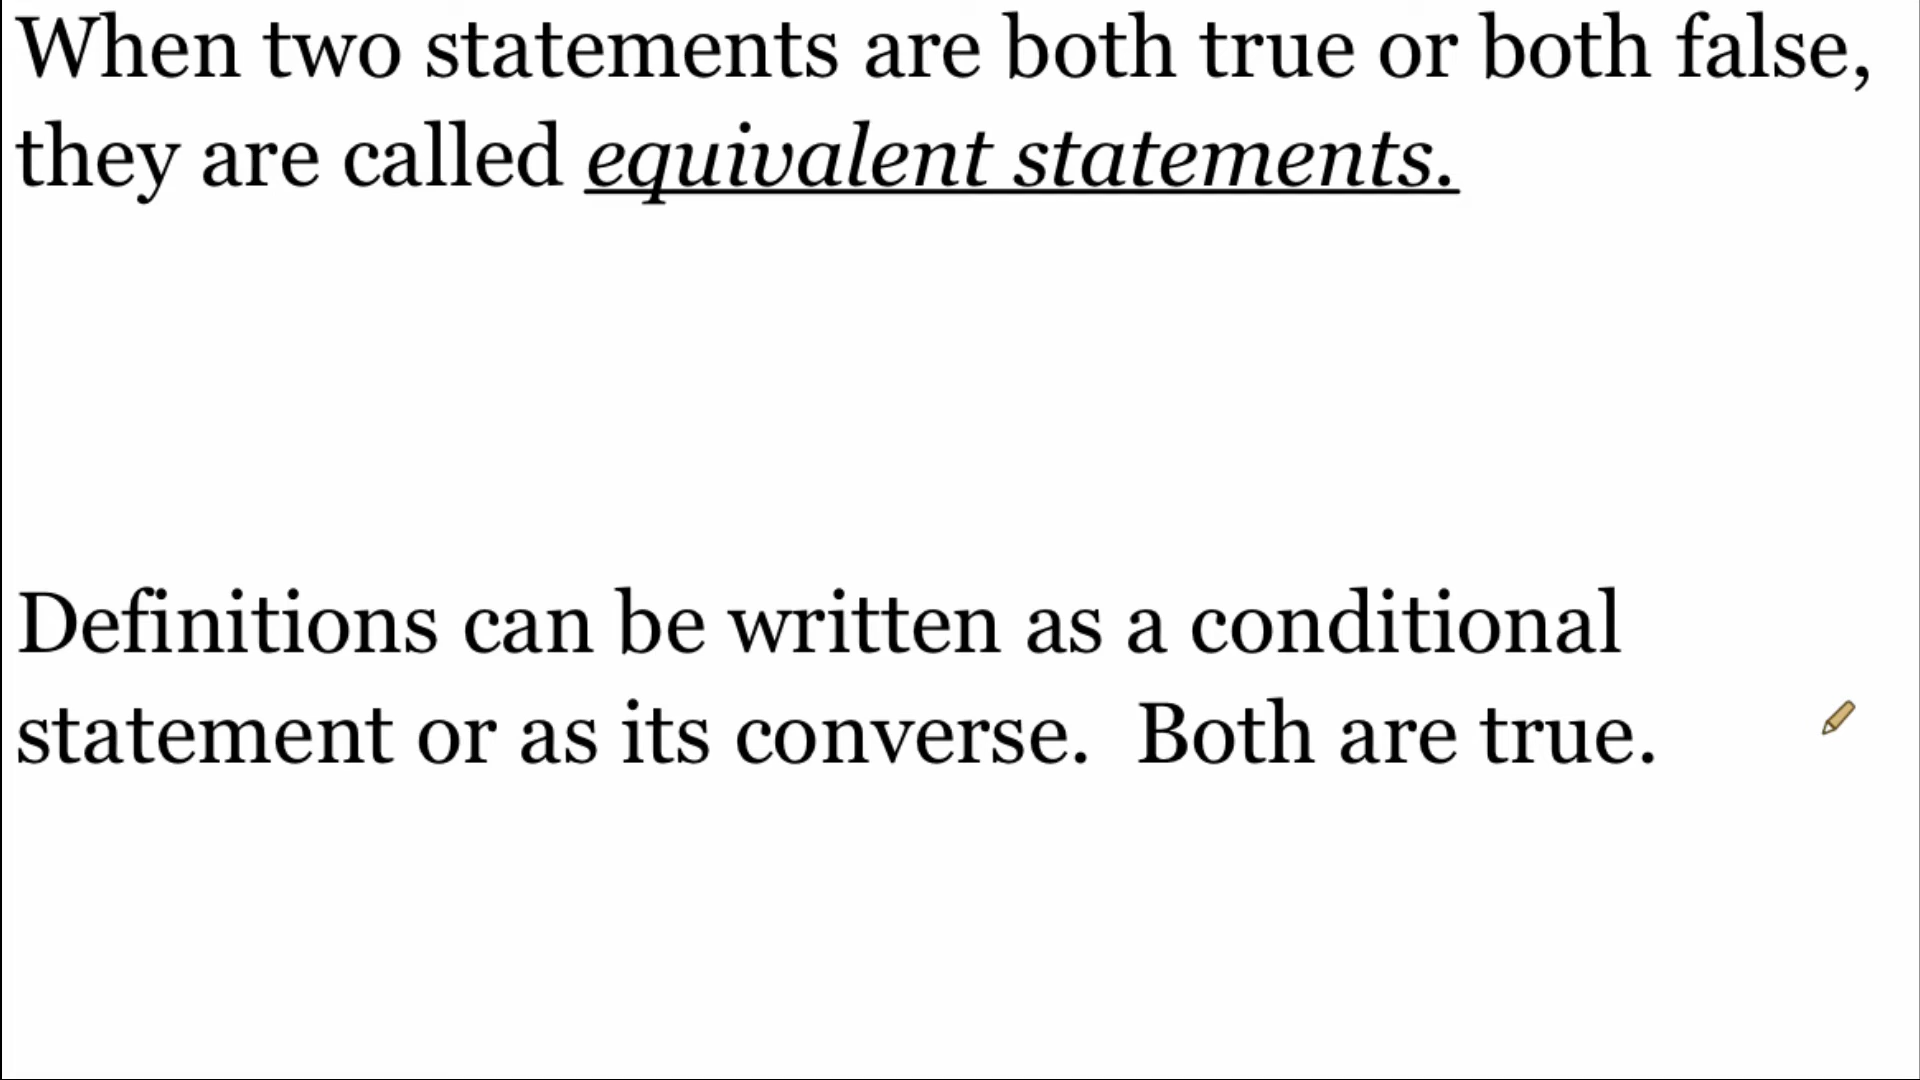 When two statements are both true or both false,
they are called equivalent statements.
Definitions can be written as a conditional
statement or as its converse.  Both are true.